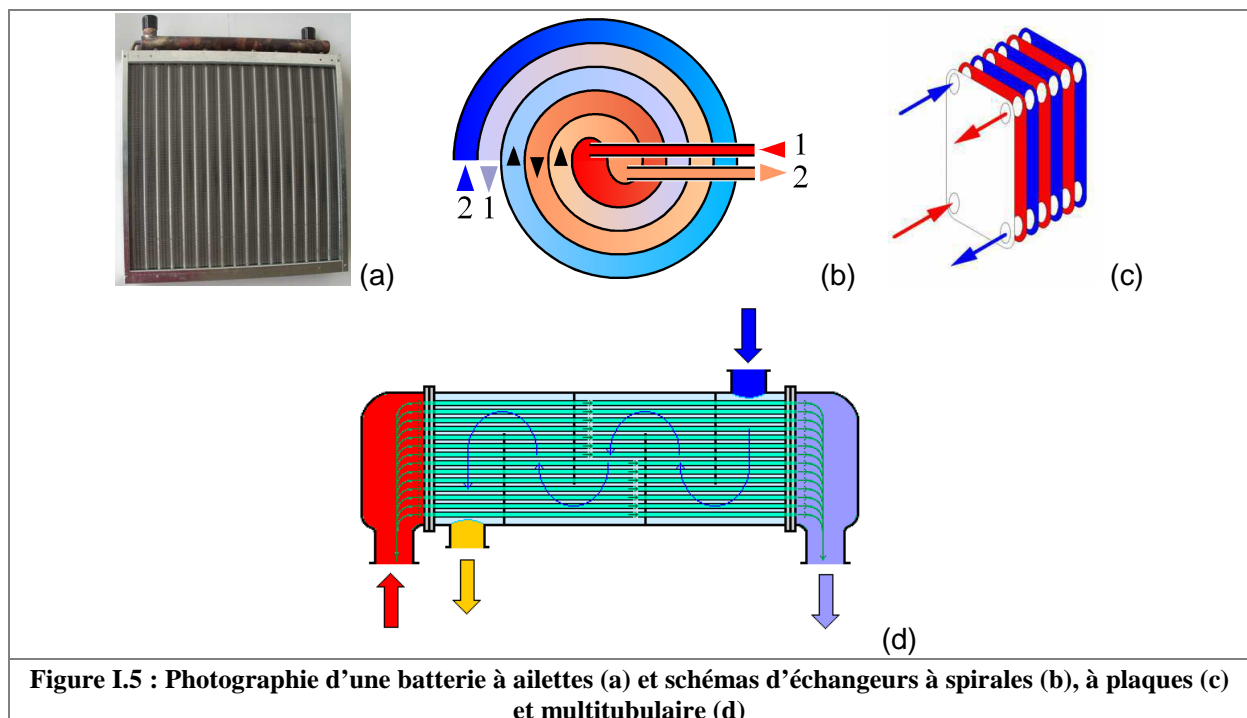 (a)
1
2
2 1
(b)
(c)
(d)
Figure I.5 : Photographie d'une batterie à ailettes (a) et schémas d'échangeurs à spirales (b), à plaques (c)
et multitubulaire (d)